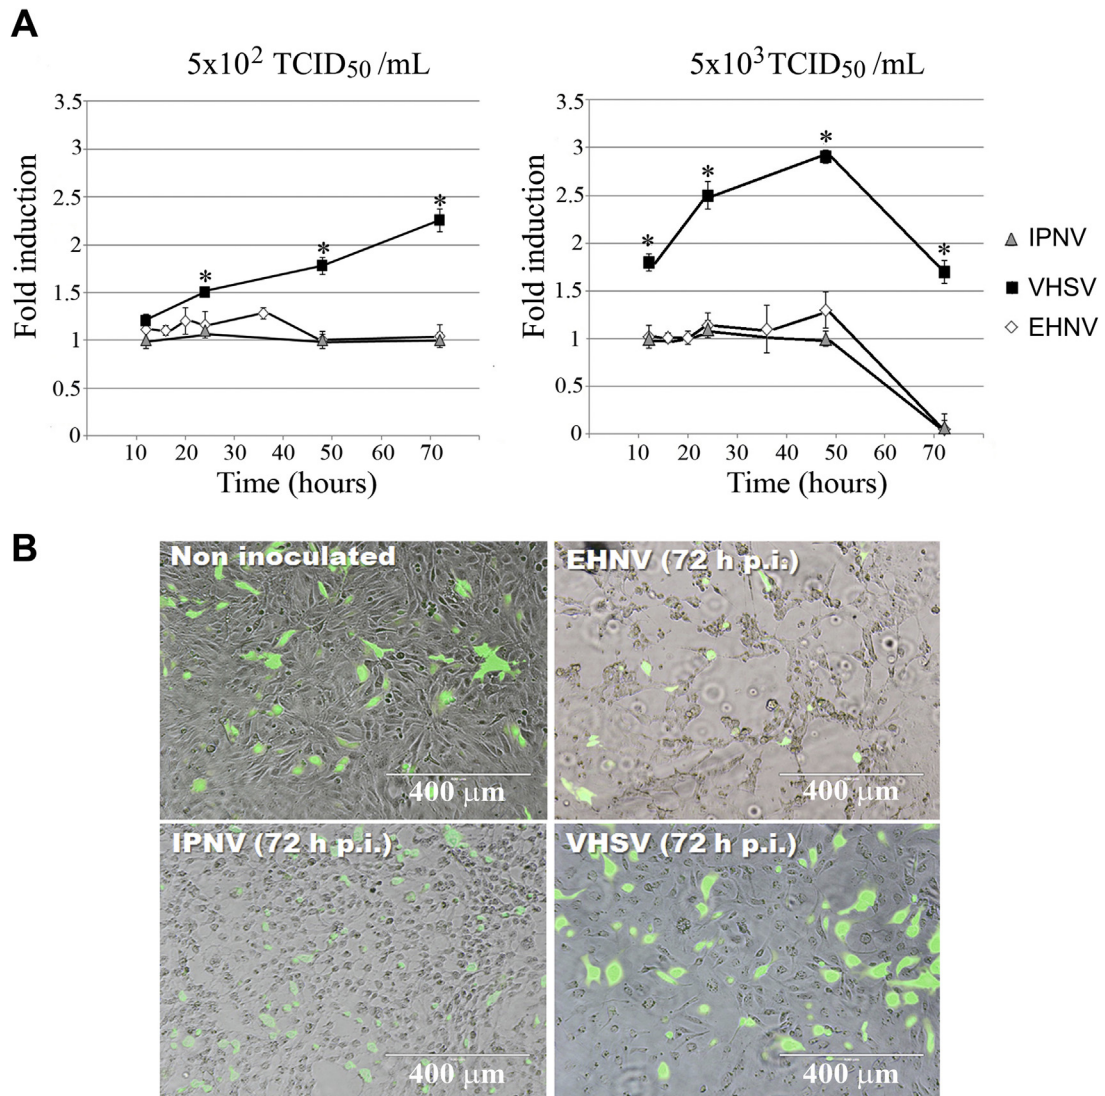 A
5x10² TCID₅₀ /mL
Fold induction
3.5
3
2.5
2
1.5
1
0.5
0
*
*
*
10 20 30 40 50 60 70
Time (hours)
5x10³TCID₅₀ /mL
Fold induction
3.5
3
2.5
2
1.5
1
0.5
0
*
*
*
*
10 20 30 40 50 60 70
Time (hours)
IPNV
VHSV
EHNV
B
Non inoculated
400 µm
EHNV (72 h p.i.)
400 µm
IPNV (72 h p.i.)
400 µm
VHSV (72 h p.i.)
400 µm